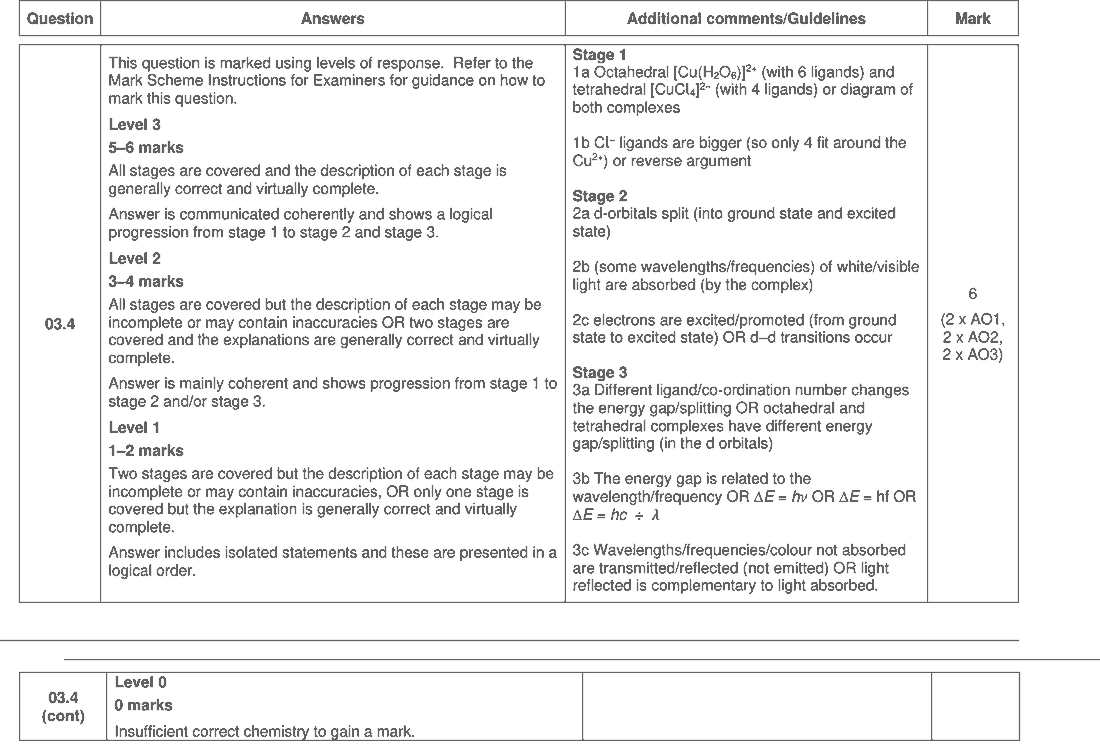 Question Answers Additional comments/Guidelines Mark
This question is marked using levels of response. Refer to the
Mark Scheme Instructions for Examiners for guidance on how to
mark this question.
Level 3
5–6 marks
All stages are covered and the description of each stage is
generally correct and virtually complete.
Answer is communicated coherently and shows a logical
progression from stage 1 to stage 2 and stage 3.
Level 2
3–4 marks
All stages are covered but the description of each stage may be
incomplete or may contain inaccuracies OR two stages are
covered and the explanations are generally correct and virtually
complete.
Answer is mainly coherent and shows progression from stage 1 to
stage 2 and/or stage 3.
Level 1
1–2 marks
Two stages are covered but the description of each stage may be
incomplete or may contain inaccuracies, OR only one stage is
covered but the explanation is generally correct and virtually
complete.
Answer includes isolated statements and these are presented in a
logical order.
03.4
Stage 1
1a Octahedral [Cu(H₂O₆)]²⁺ (with 6 ligands) and
tetrahedral [CuCl₄]²⁻ (with 4 ligands) or diagram of
both complexes
1b Cl⁻ ligands are bigger (so only 4 fit around the
Cu²⁺) or reverse argument
Stage 2
2a d-orbitals split (into ground state and excited
state)
2b (some wavelengths/frequencies) of white/visible
light are absorbed (by the complex)
2c electrons are excited/promoted (from ground
state to excited state) OR d–d transitions occur
Stage 3
3a Different ligand/co-ordination number changes
the energy gap/splitting OR octahedral and
tetrahedral complexes have different energy
gap/splitting (in the d orbitals)
3b The energy gap is related to the
wavelength/frequency OR ΔE = hν OR ΔE = hf OR
ΔE = hc ÷ λ
3c Wavelengths/frequencies/colour not absorbed
are transmitted/reflected (not emitted) OR light
reflected is complementary to light absorbed.
6
(2 x AO1,
2 x AO2,
2 x AO3)
03.4
(cont)
Level 0
0 marks
Insufficient correct chemistry to gain a mark.